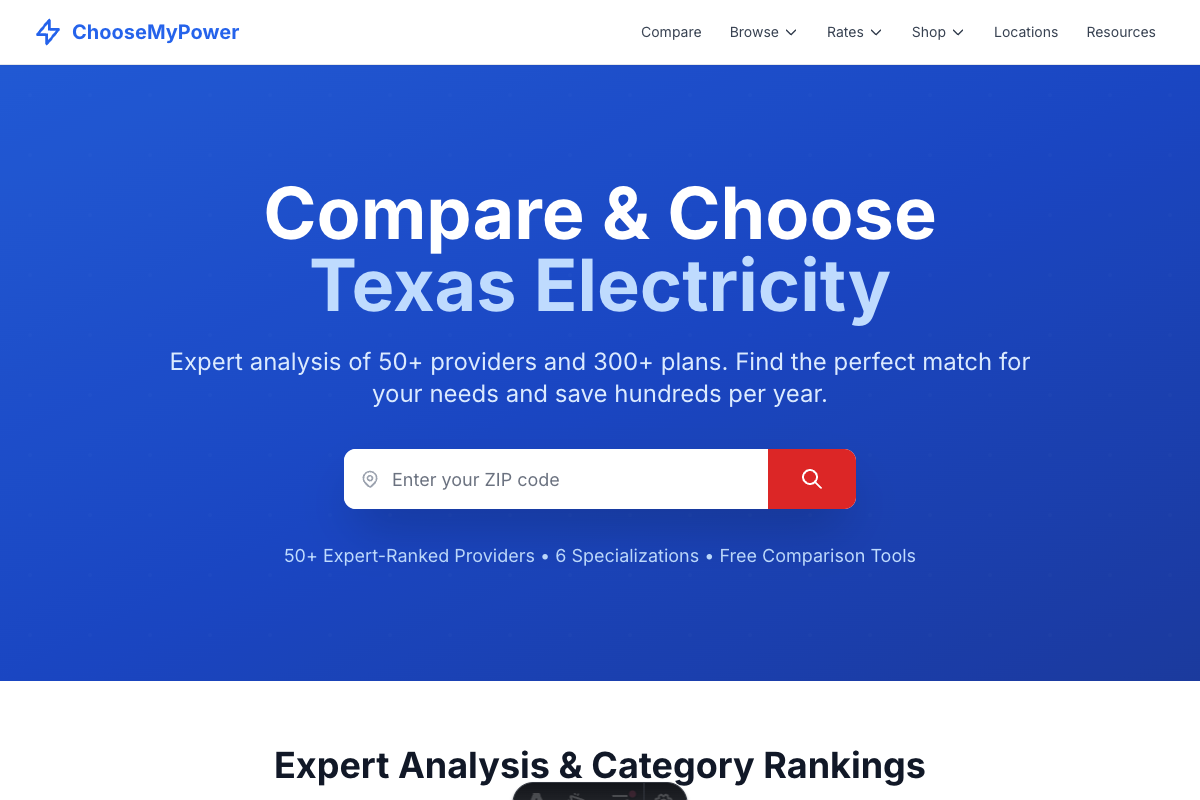 ChooseMyPower
Compare
Browse
Rates
Shop
Locations
Resources
Compare & Choose
Texas Electricity
Expert analysis of 50+ providers and 300+ plans. Find the perfect match for
your needs and save hundreds per year.
Enter your ZIP code
50+ Expert-Ranked Providers • 6 Specializations • Free Comparison Tools
Expert Analysis & Category Rankings